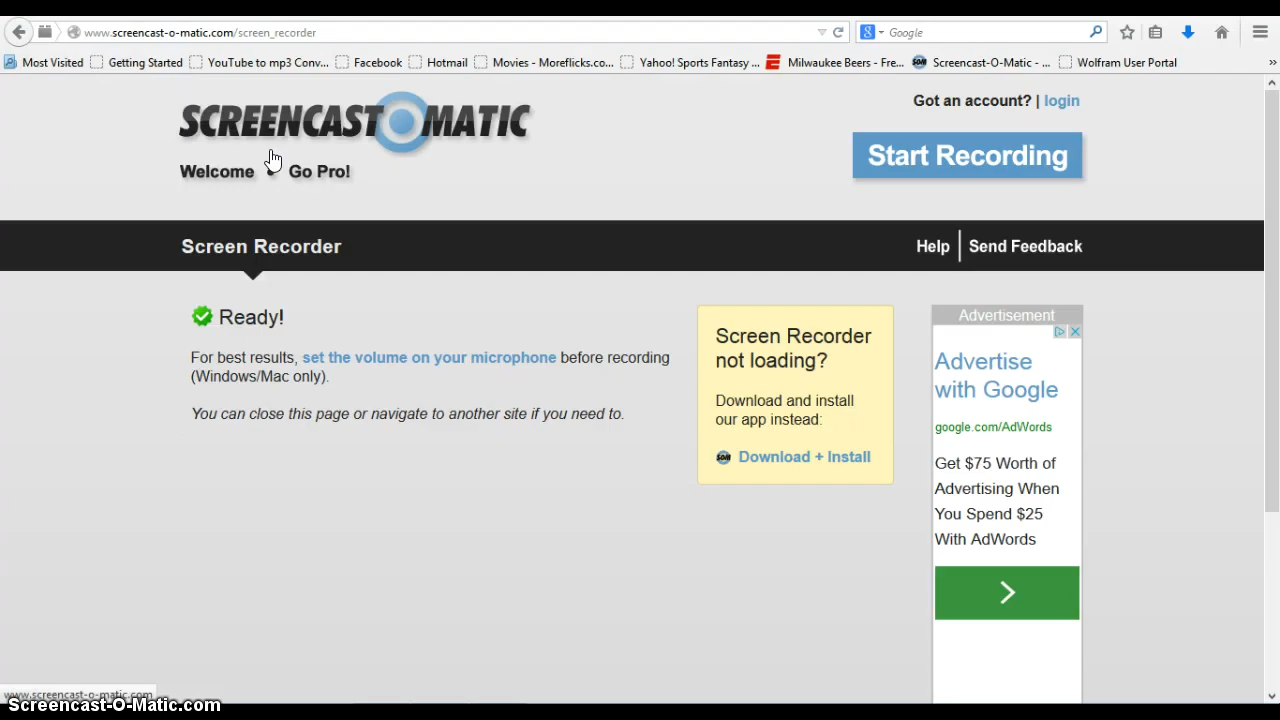 www.screencast-o-matic.com/screen_recorder
Google
Most Visited
Getting Started
YouTube to mp3 Conv...
Facebook
Hotmail
Movies - Moreflicks.co...
Yahoo! Sports Fantasy ...
Milwaukee Beers - Fre...
Screencast-O-Matic - ...
Wolfram User Portal
SCREENCAST O MATIC
Got an account? | login
Start Recording
Welcome
Go Pro!
Screen Recorder
Help
Send Feedback
Ready!
For best results, set the volume on your microphone before recording
(Windows/Mac only).
You can close this page or navigate to another site if you need to.
Screen Recorder
not loading?
Download and install
our app instead:
SOM
Download + Install
Advertisement
Advertise
with Google
google.com/AdWords
Get $75 Worth of
Advertising When
You Spend $25
With AdWords
www.screencast-o-matic.com
Screencast-O-Matic.com